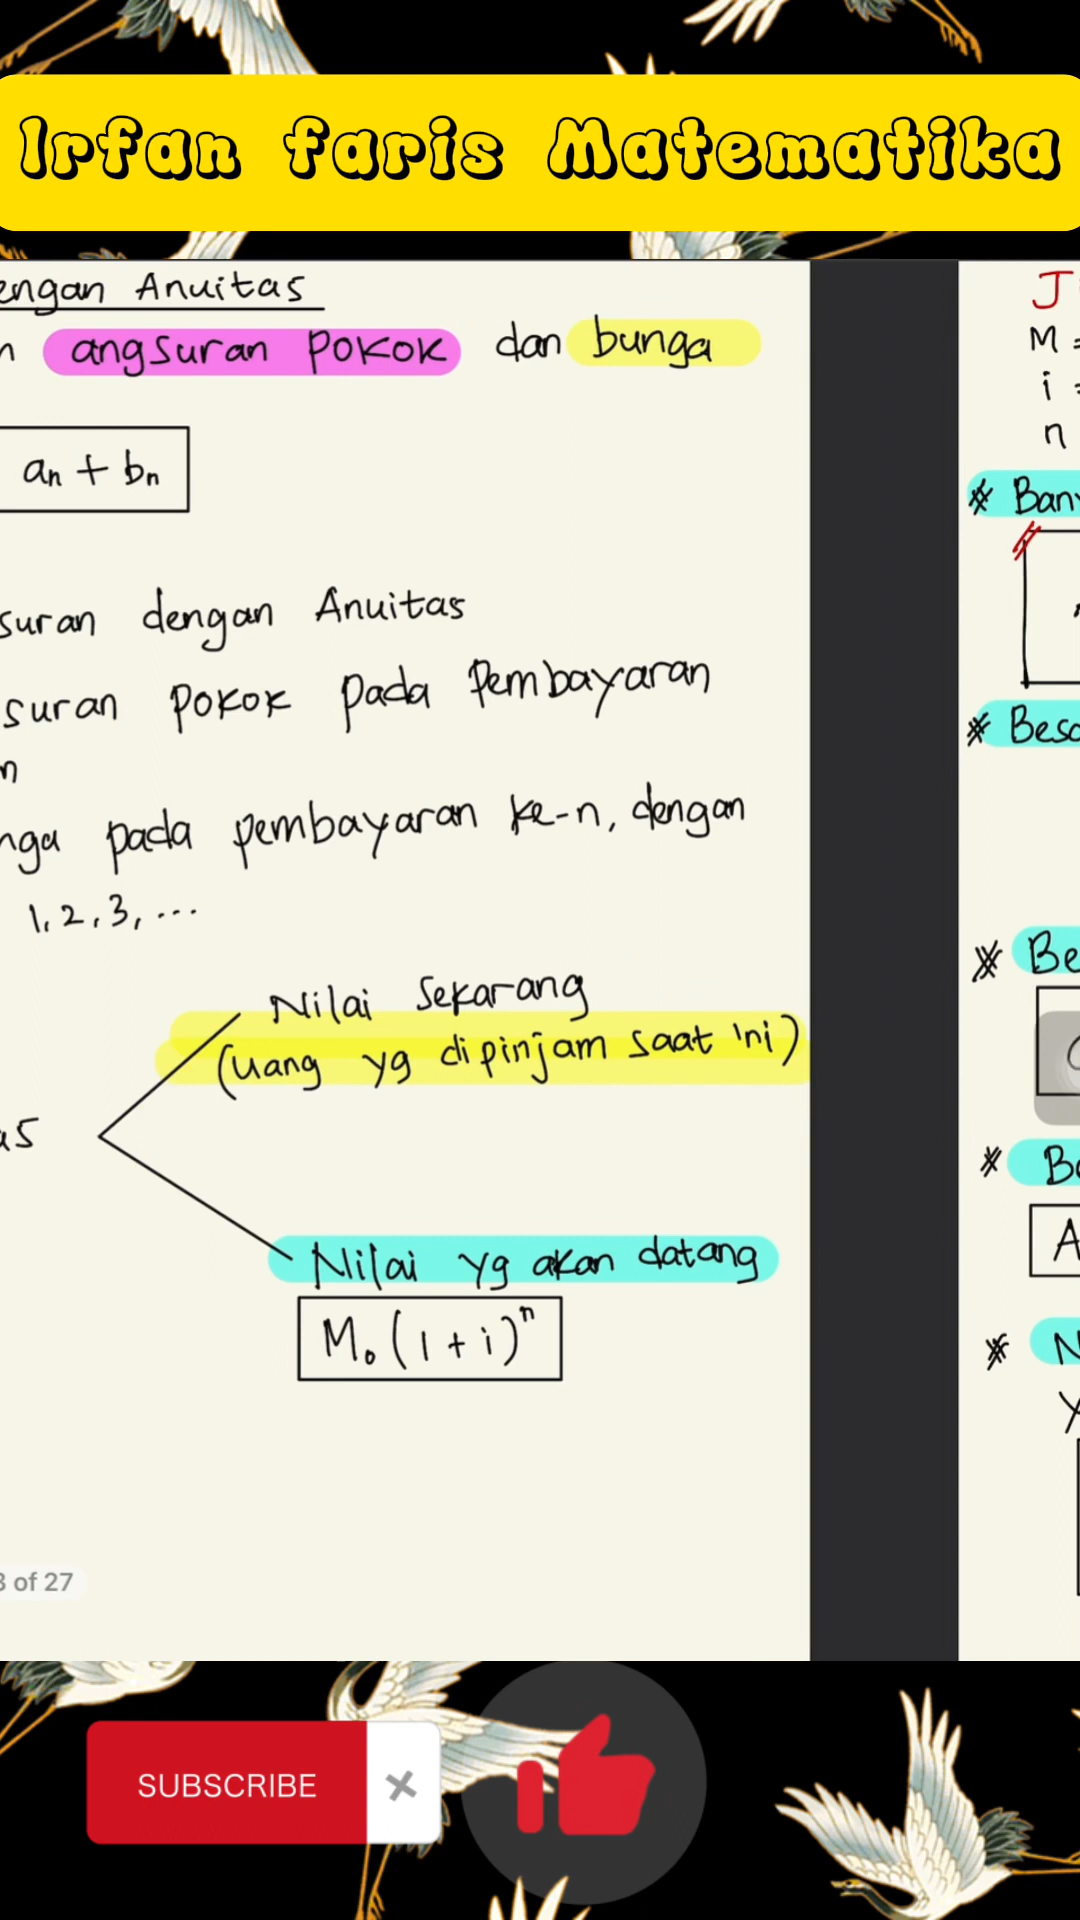 Irfan faris Matematika
engan Anuitas
n angsuran pokok dan bunga
an + bn
suran dengan Anuitas
suran pokok pada Pembayaran
n
nga pada pembayaran ke-n, dengan
1, 2, 3, ...
Nilai Sekarang
(uang yg dipinjam saat ini)
as
Nilai yg akan datang
M₀ (1 + i)ⁿ
3 of 27
J
M =
i =
n
* Bany
* Besa
* Be
* Be
A
* N
Y
SUBSCRIBE